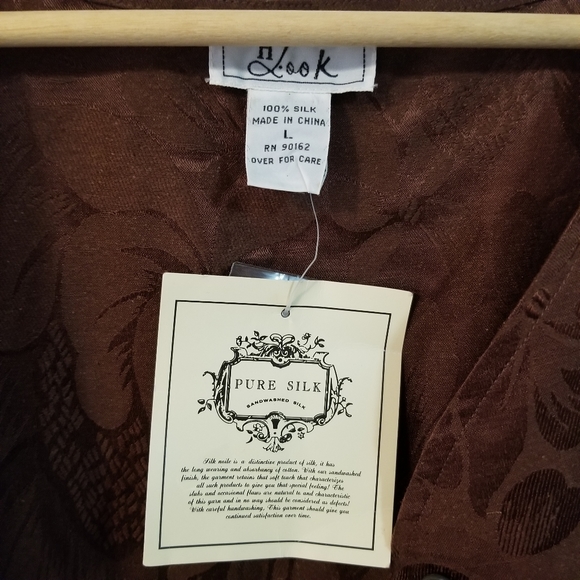 Look
100% SILK
MADE IN CHINA
L
RN 90162
OVER FOR CARE
PURE SILK
SANDWASHED SILK
Silk noile is a distinctive product of silk, it has
the long wearing and absorbancy of cotton. With our sandwashed
finish, the garment retains that soft touch that characterizes
all such products to give you that special feeling! The
slubs and occasional flaws are natural to and characteristic
of this yarn and in no way should be considered as defects!
With careful handwashing, This garment should give you
continued satisfaction over time.